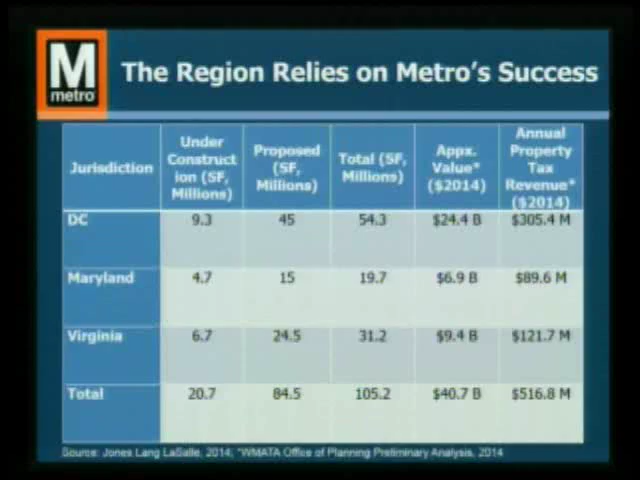 M
metro
The Region Relies on Metro's Success
Jurisdiction
Under
Construct
ion (SF,
Millions)
Proposed
(SF,
Millions)
Total (SF,
Millions)
Appx.
Value*
($2014)
Annual
Property
Tax
Revenue*
($2014)
DC 9.3 45 54.3 $24.4 B $305.4 M
Maryland 4.7 15 19.7 $6.9 B $89.6 M
Virginia 6.7 24.5 31.2 $9.4 B $121.7 M
Total 20.7 84.5 105.2 $40.7 B $516.8 M
Source: Jones Lang LaSalle, 2014; *WMATA Office of Planning Preliminary Analysis, 2014